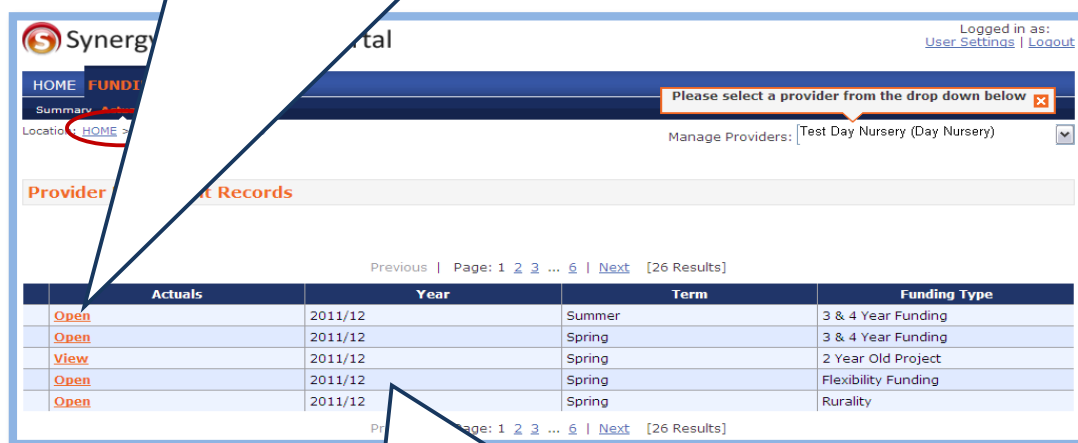 Synergy
Logged in as:
User Settings | Logout
HOME FUNDI
Please select a provider from the drop down below
Summary
Location: HOME >
Manage Providers: Test Day Nursery (Day Nursery)
Provider Records
Previous | Page: 1 2 3 ... 6 | Next [26 Results]
Actuals Year Term Funding Type
Open 2011/12 Summer 3 & 4 Year Funding
Open 2011/12 Spring 3 & 4 Year Funding
View 2011/12 Spring 2 Year Old Project
Open 2011/12 Spring Flexibility Funding
Open 2011/12 Spring Rurality
Page: 1 2 3 ... 6 | Next [26 Results]